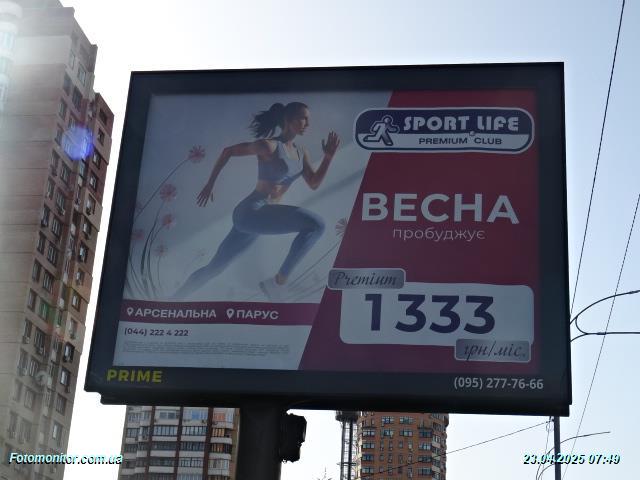 SPORT LIFE
PREMIUM CLUB
ВЕСНА
пробуджує
Premium
1333
грн/міс.
АРСЕНАЛЬНА ПАРУС
(044) 222 4 222
PRIME
(095) 277-76-66
Fotomonitor.com.ua
23.04.2025 07:49